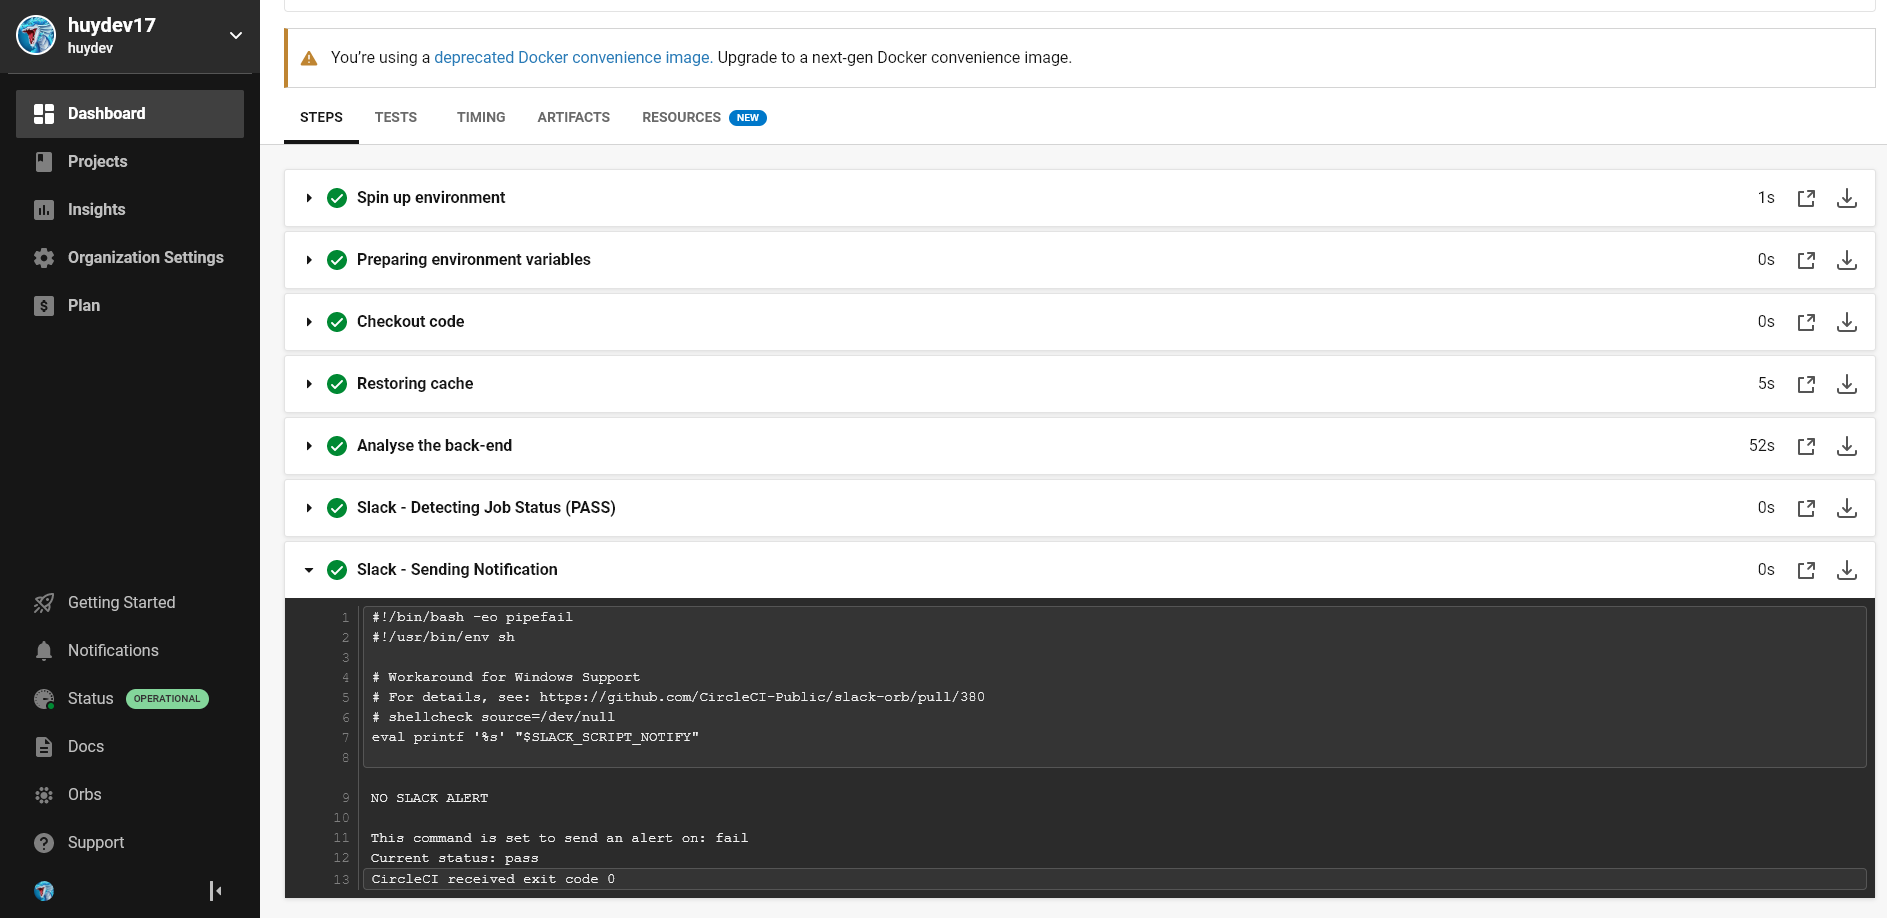 huydev17
huydev
Dashboard
Projects
Insights
Organization Settings
Plan
Getting Started
Notifications
Status OPERATIONAL
Docs
Orbs
Support
You're using a deprecated Docker convenience image. Upgrade to a next-gen Docker convenience image.
STEPS TESTS TIMING ARTIFACTS RESOURCES NEW
Spin up environment 1s
Preparing environment variables 0s
Checkout code 0s
Restoring cache 5s
Analyse the back-end 52s
Slack - Detecting Job Status (PASS) 0s
Slack - Sending Notification 0s
1 #!/bin/bash -eo pipefail
2 #!/usr/bin/env sh
3
4 # Workaround for Windows Support
5 # For details, see: https://github.com/CircleCI-Public/slack-orb/pull/380
6 # shellcheck source=/dev/null
7 eval printf '%s' "$SLACK_SCRIPT_NOTIFY"
8
9 NO SLACK ALERT
10
11 This command is set to send an alert on: fail
12 Current status: pass
13 CircleCI received exit code 0